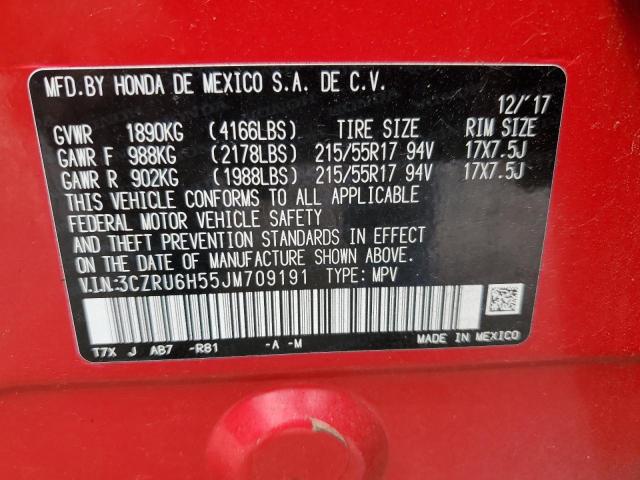 MFD.BY HONDA DE MEXICO S.A. DE C.V.
12/'17
GVWR 1890KG (4166LBS) TIRE SIZE RIM SIZE
GAWR F 988KG (2178LBS) 215/55R17 94V 17X7.5J
GAWR R 902KG (1988LBS) 215/55R17 94V 17X7.5J
THIS VEHICLE CONFORMS TO ALL APPLICABLE
FEDERAL MOTOR VEHICLE SAFETY
AND THEFT PREVENTION STANDARDS IN EFFECT
ON THE DATE OF MANUFACTURE SHOWN ABOVE.
V.I.N.:3CZRU6H55JM709191 TYPE: MPV
T7X J AB7 -R81 -A -M
MADE IN MEXICO